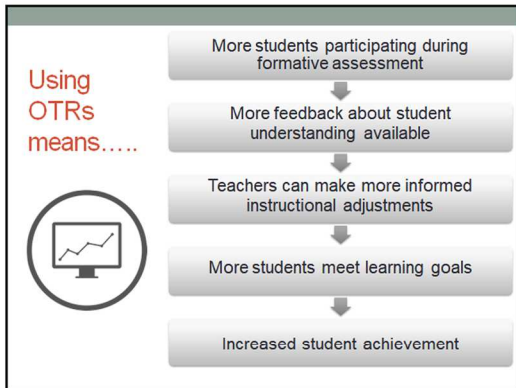 Using
OTRs
means…..
More students participating during
formative assessment
More feedback about student
understanding available
Teachers can make more informed
instructional adjustments
More students meet learning goals
Increased student achievement